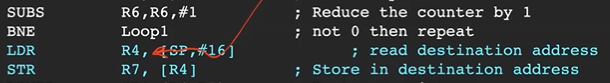 SUBS R6,R6,#1 ; Reduce the counter by 1
BNE Loop1 ; not 0 then repeat
LDR R4, [SP,#16] ; read destination address
STR R7, [R4] ; Store in destination address